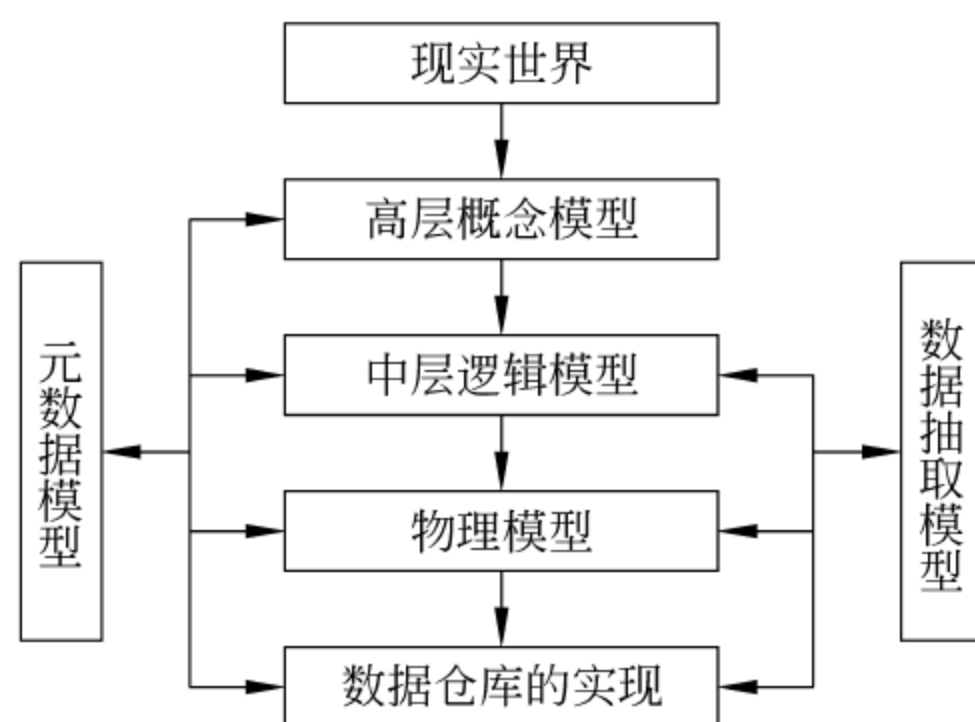 现实世界
高层概念模型
元数据模型
中层逻辑模型
数据抽取模型
物理模型
数据仓库的实现